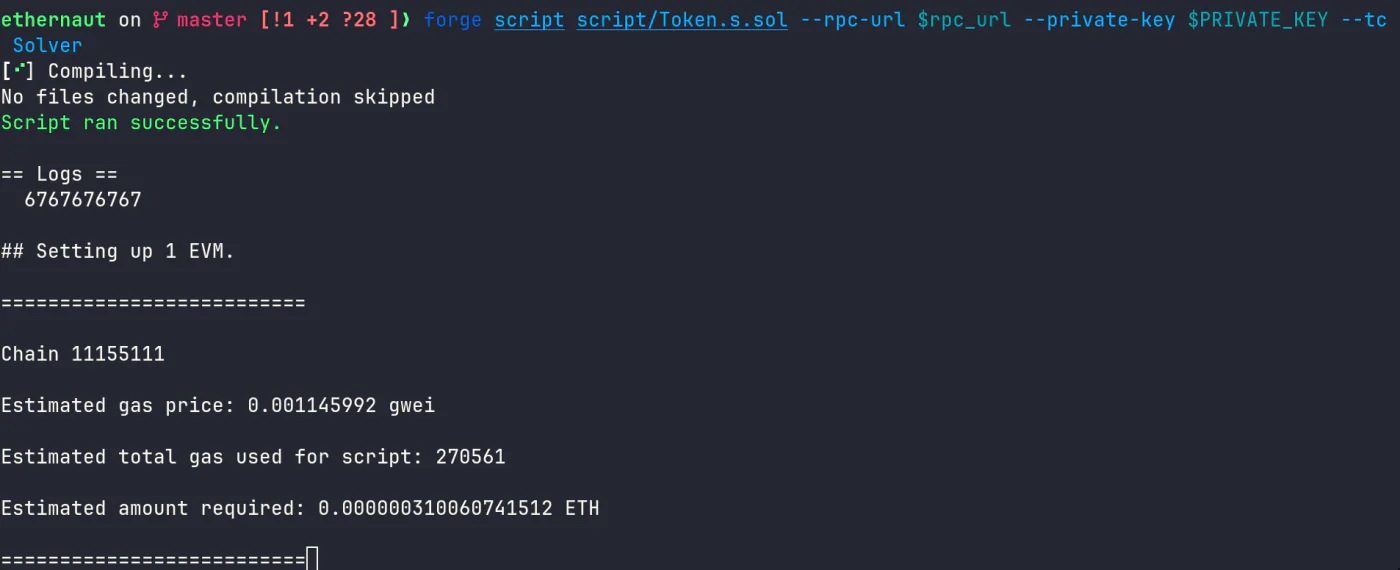 ethernaut on master [!1 +2 ?28 ]❯ forge script script/Token.s.sol --rpc-url $rpc_url --private-key $PRIVATE_KEY --tc
Solver
[⠊] Compiling...
No files changed, compilation skipped
Script ran successfully.
== Logs ==
6767676767
## Setting up 1 EVM.
==========================
Chain 11155111
Estimated gas price: 0.001145992 gwei
Estimated total gas used for script: 270561
Estimated amount required: 0.000000310060741512 ETH
==========================